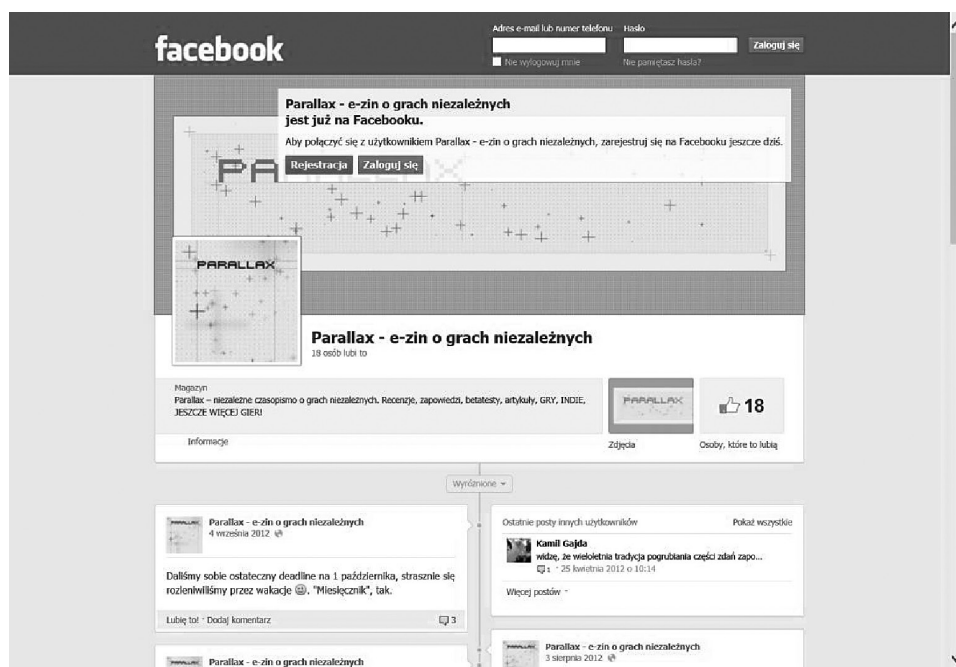 facebook
Adres e-mail lub numer telefonu
Hasło
Zaloguj się
Nie wylogowuj mnie
Nie pamiętasz hasła?
Parallax - e-zin o grach niezależnych
jest już na Facebooku.
Aby połączyć się z użytkownikiem Parallax - e-zin o grach niezależnych, zarejestruj się na Facebooku jeszcze dziś.
Rejestracja
Zaloguj się
PARALLAX
PARALLAX
Parallax - e-zin o grach niezależnych
18 osób lubi to
Magazyn
Parallax – niezależne czasopismo o grach niezależnych. Recenzje, zapowiedzi, betatesty, artykuły, GRY, INDIE,
JESZCZE WIĘCEJ GIER!
Informacje
PARALLAX
Zdjęcia
18
Osoby, które to lubią
Wyróżnione
Parallax - e-zin o grach niezależnych
4 września 2012
Daliśmy sobie ostateczny deadline na 1 października, strasznie się
rozleniwiliśmy przez wakacje 😀. "Miesięcznik", tak.
Lubię to! · Dodaj komentarz
3
Ostatnie posty innych użytkowników
Pokaż wszystkie
Kamil Gajda
widzę, że wieloletnia tradycja pogrubiania części zdań zapo...
1 · 25 kwietnia 2012 o 10:14
Więcej postów
Parallax - e-zin o grach niezależnych
3 sierpnia 2012
Parallax - e-zin o grach niezależnych